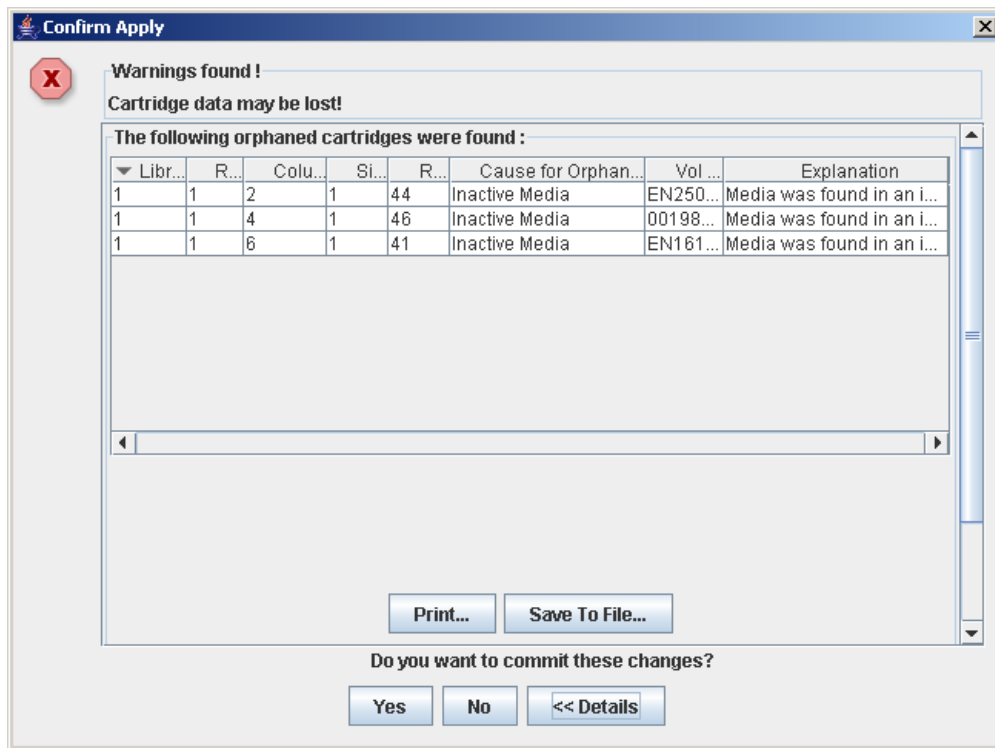 Confirm Apply
Warnings found !
Cartridge data may be lost!
The following orphaned cartridges were found :
Libr... R... Colu... Si... R... Cause for Orphan... Vol ... Explanation
1 1 2 1 44 Inactive Media EN250... Media was found in an i...
1 1 4 1 46 Inactive Media 00198... Media was found in an i...
1 1 6 1 41 Inactive Media EN161... Media was found in an i...
Print... Save To File...
Do you want to commit these changes?
Yes No << Details